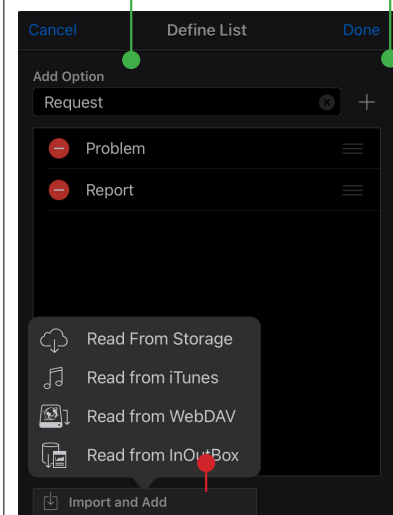 Cancel Define List Done
Add Option
Request
Problem
Report
Read From Storage
Read from iTunes
Read from WebDAV
Read from InOutBox
Import and Add